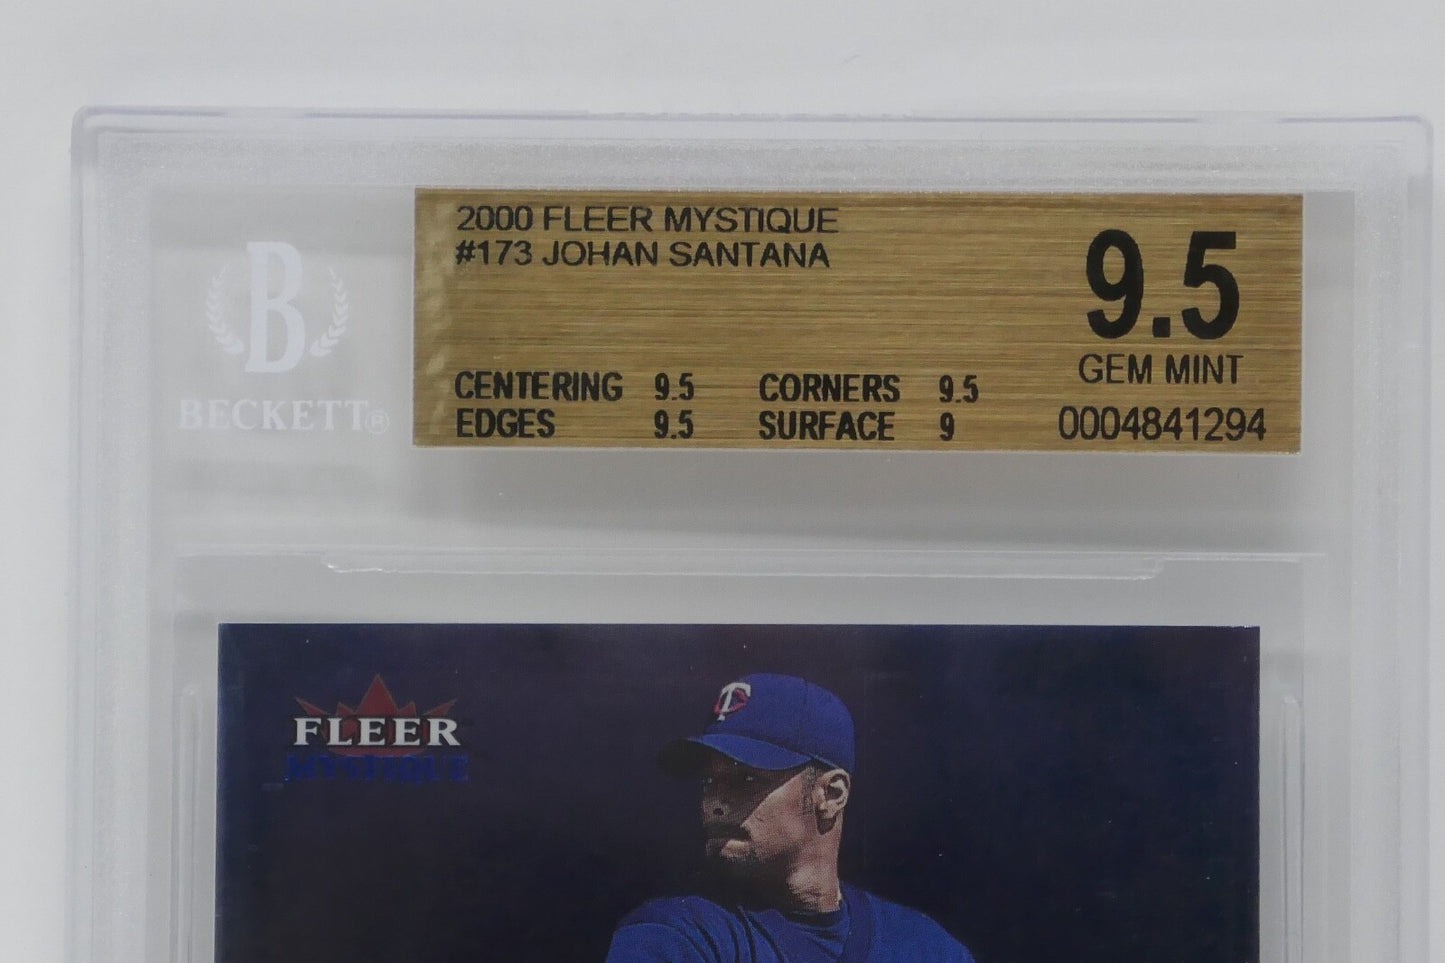 2000 FLEER MYSTIQUE
#173 JOHAN SANTANA
9.5
GEM MINT
CENTERING 9.5 CORNERS 9.5
EDGES 9.5 SURFACE 9
0004841294
B
BECKETT®
FLEER
MYSTIQUE
T C